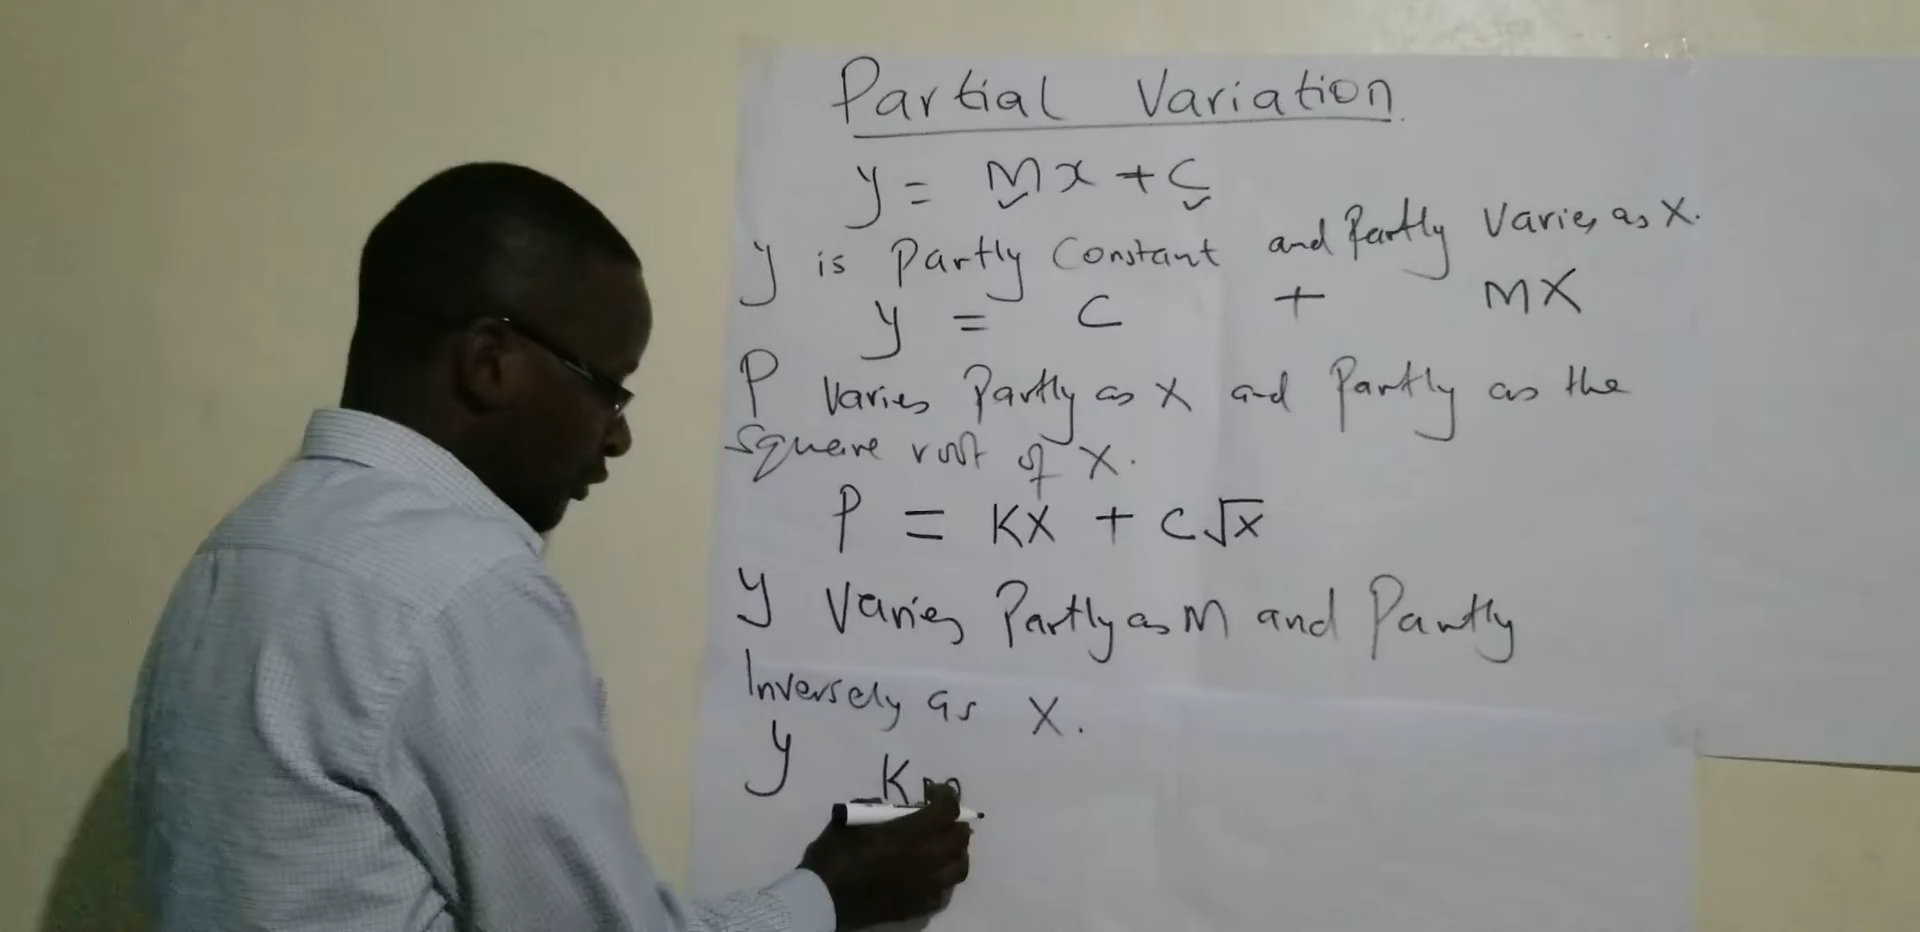 Partial Variation.
y = Mx + C
y is Partly Constant and Partly Varies as X.
y = C + MX
P Varies Partly as X and Partly as the
square root of X.
P = KX + C√x
y Varies Partly as M and Partly
Inversely as X.
y = Km